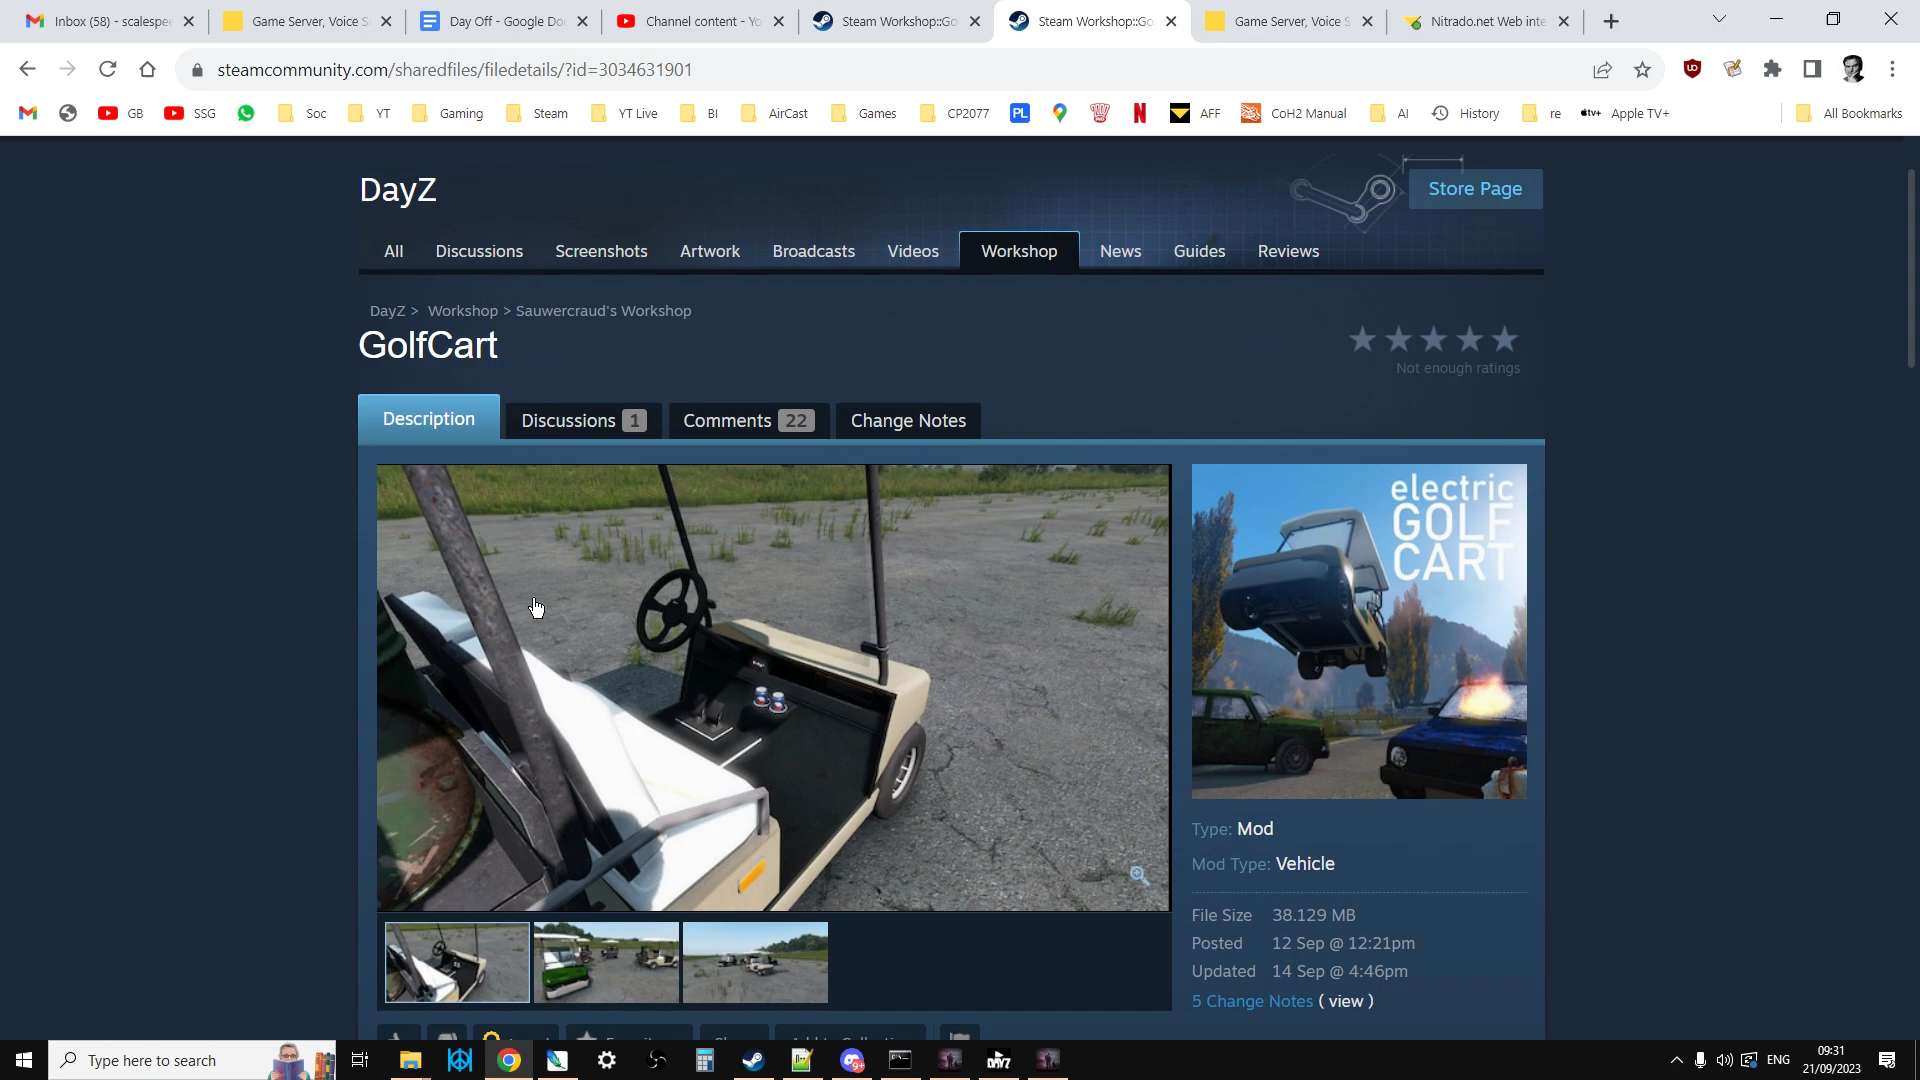 Inbox (58) - scalespee
Game Server, Voice S
Day Off - Google Do
Channel content - Yo
Steam Workshop::Go
Steam Workshop::Go
Game Server, Voice S
Nitrado.net Web inte
steamcommunity.com/sharedfiles/filedetails/?id=3034631901
GB
SSG
Soc
YT
Gaming
Steam
YT Live
BI
AirCast
Games
CP2077
PL
AFF
CoH2 Manual
AI
History
re
Apple TV+
All Bookmarks
DayZ
Store Page
All
Discussions
Screenshots
Artwork
Broadcasts
Videos
Workshop
News
Guides
Reviews
DayZ > Workshop > Sauwercraud's Workshop
GolfCart
Not enough ratings
Description
Discussions 1
Comments 22
Change Notes
electric
GOLF
CART
Type: Mod
Mod Type: Vehicle
File Size 38.129 MB
Posted 12 Sep @ 12:21pm
Updated 14 Sep @ 4:46pm
5 Change Notes ( view )
Type here to search
DAYZ
9+
ENG
09:31
21/09/2023